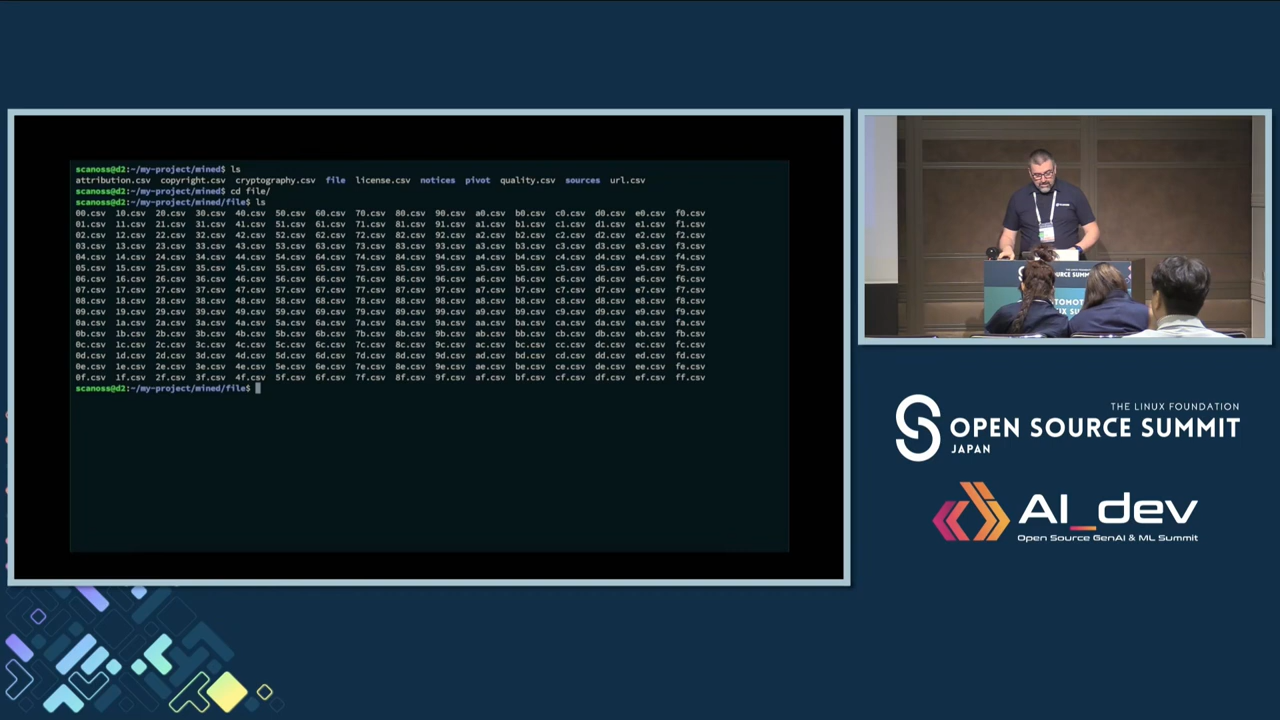 scanoss@d2:~/my-project/mined$ ls
attribution.csv copyright.csv cryptography.csv file license.csv notices pivot quality.csv sources url.csv
scanoss@d2:~/my-project/mined$ cd file/
scanoss@d2:~/my-project/mined/file$ ls
00.csv 10.csv 20.csv 30.csv 40.csv 50.csv 60.csv 70.csv 80.csv 90.csv a0.csv b0.csv c0.csv d0.csv e0.csv f0.csv
01.csv 11.csv 21.csv 31.csv 41.csv 51.csv 61.csv 71.csv 81.csv 91.csv a1.csv b1.csv c1.csv d1.csv e1.csv f1.csv
02.csv 12.csv 22.csv 32.csv 42.csv 52.csv 62.csv 72.csv 82.csv 92.csv a2.csv b2.csv c2.csv d2.csv e2.csv f2.csv
03.csv 13.csv 23.csv 33.csv 43.csv 53.csv 63.csv 73.csv 83.csv 93.csv a3.csv b3.csv c3.csv d3.csv e3.csv f3.csv
04.csv 14.csv 24.csv 34.csv 44.csv 54.csv 64.csv 74.csv 84.csv 94.csv a4.csv b4.csv c4.csv d4.csv e4.csv f4.csv
05.csv 15.csv 25.csv 35.csv 45.csv 55.csv 65.csv 75.csv 85.csv 95.csv a5.csv b5.csv c5.csv d5.csv e5.csv f5.csv
06.csv 16.csv 26.csv 36.csv 46.csv 56.csv 66.csv 76.csv 86.csv 96.csv a6.csv b6.csv c6.csv d6.csv e6.csv f6.csv
07.csv 17.csv 27.csv 37.csv 47.csv 57.csv 67.csv 77.csv 87.csv 97.csv a7.csv b7.csv c7.csv d7.csv e7.csv f7.csv
08.csv 18.csv 28.csv 38.csv 48.csv 58.csv 68.csv 78.csv 88.csv 98.csv a8.csv b8.csv c8.csv d8.csv e8.csv f8.csv
09.csv 19.csv 29.csv 39.csv 49.csv 59.csv 69.csv 79.csv 89.csv 99.csv a9.csv b9.csv c9.csv d9.csv e9.csv f9.csv
0a.csv 1a.csv 2a.csv 3a.csv 4a.csv 5a.csv 6a.csv 7a.csv 8a.csv 9a.csv aa.csv ba.csv ca.csv da.csv ea.csv fa.csv
0b.csv 1b.csv 2b.csv 3b.csv 4b.csv 5b.csv 6b.csv 7b.csv 8b.csv 9b.csv ab.csv bb.csv cb.csv db.csv eb.csv fb.csv
0c.csv 1c.csv 2c.csv 3c.csv 4c.csv 5c.csv 6c.csv 7c.csv 8c.csv 9c.csv ac.csv bc.csv cc.csv dc.csv ec.csv fc.csv
0d.csv 1d.csv 2d.csv 3d.csv 4d.csv 5d.csv 6d.csv 7d.csv 8d.csv 9d.csv ad.csv bd.csv cd.csv dd.csv ed.csv fd.csv
0e.csv 1e.csv 2e.csv 3e.csv 4e.csv 5e.csv 6e.csv 7e.csv 8e.csv 9e.csv ae.csv be.csv ce.csv de.csv ee.csv fe.csv
0f.csv 1f.csv 2f.csv 3f.csv 4f.csv 5f.csv 6f.csv 7f.csv 8f.csv 9f.csv af.csv bf.csv cf.csv df.csv ef.csv ff.csv
scanoss@d2:~/my-project/mined/file$
THE LINUX FOUNDATION
OPEN SOURCE SUMMIT
JAPAN
AI_dev
Open Source GenAI & ML Summit